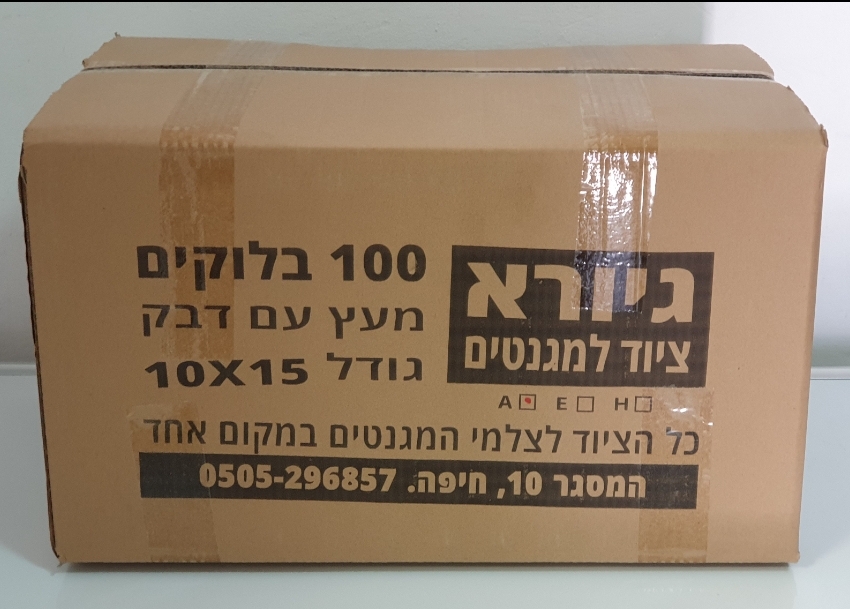 גיורא
ציוד למגנטים
100 בלוקים
מעץ עם דבק
גודל 10X15
A E H
כל הציוד לצלמי המגנטים במקום אחד
המסגר 10, חיפה. 0505-296857